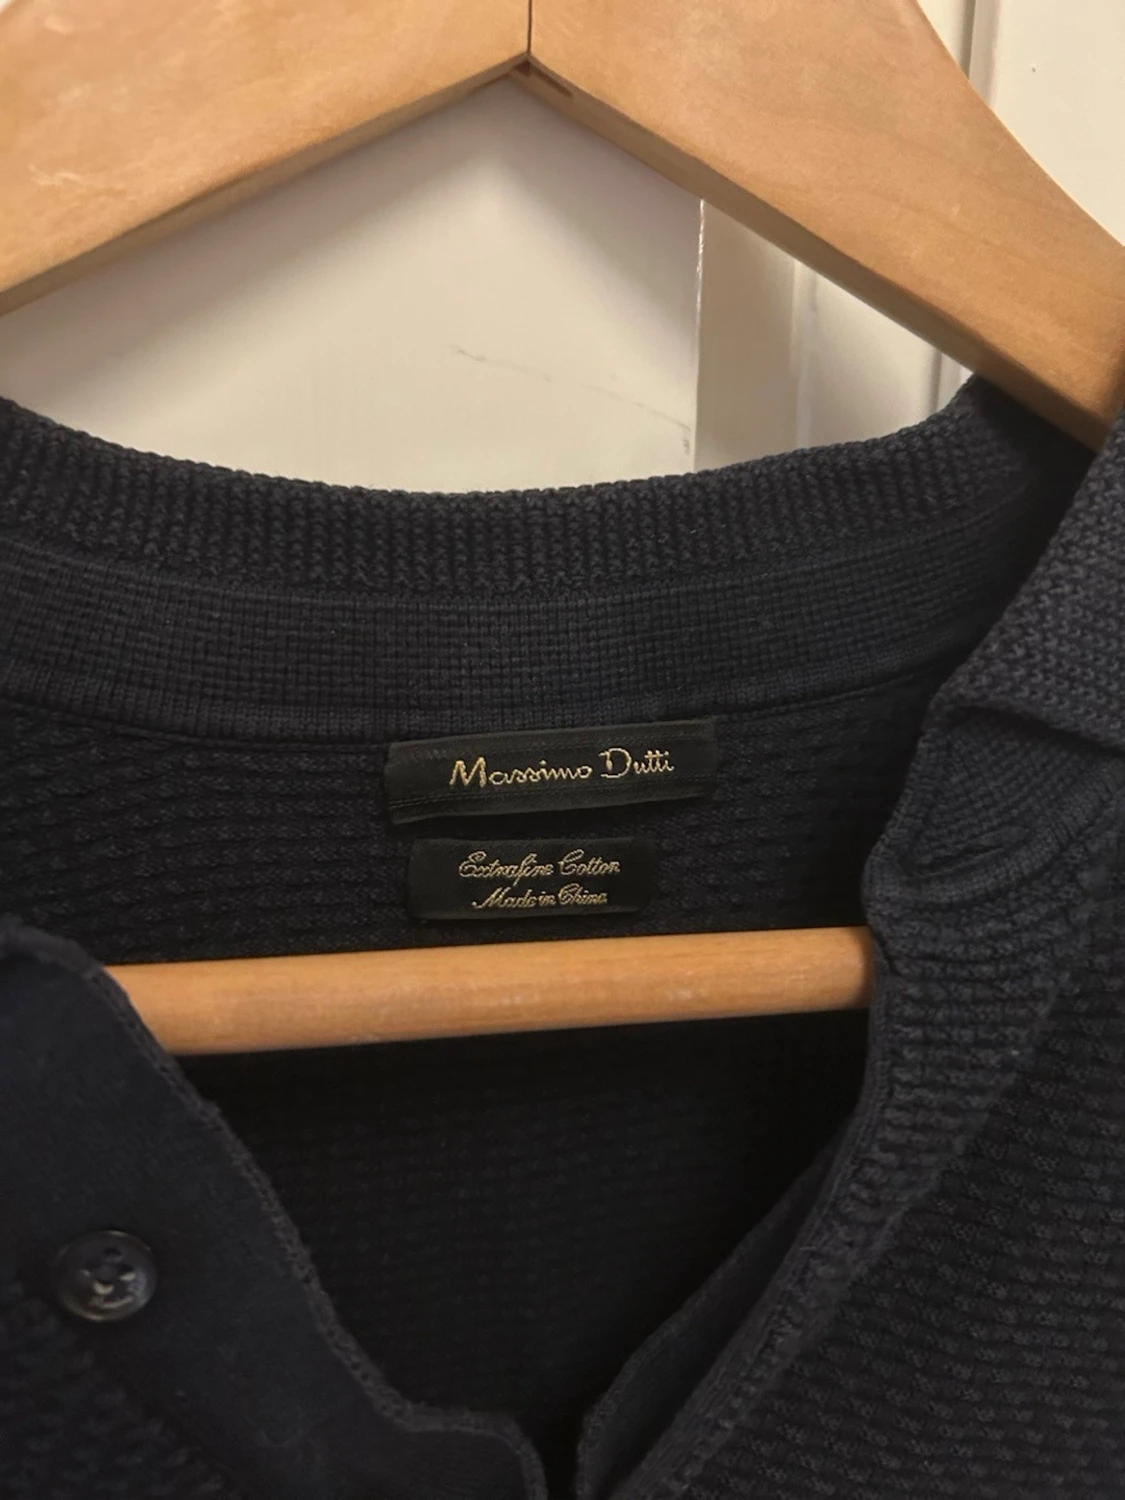 Massimo Dutti
Extrafine Cotton
Made in China